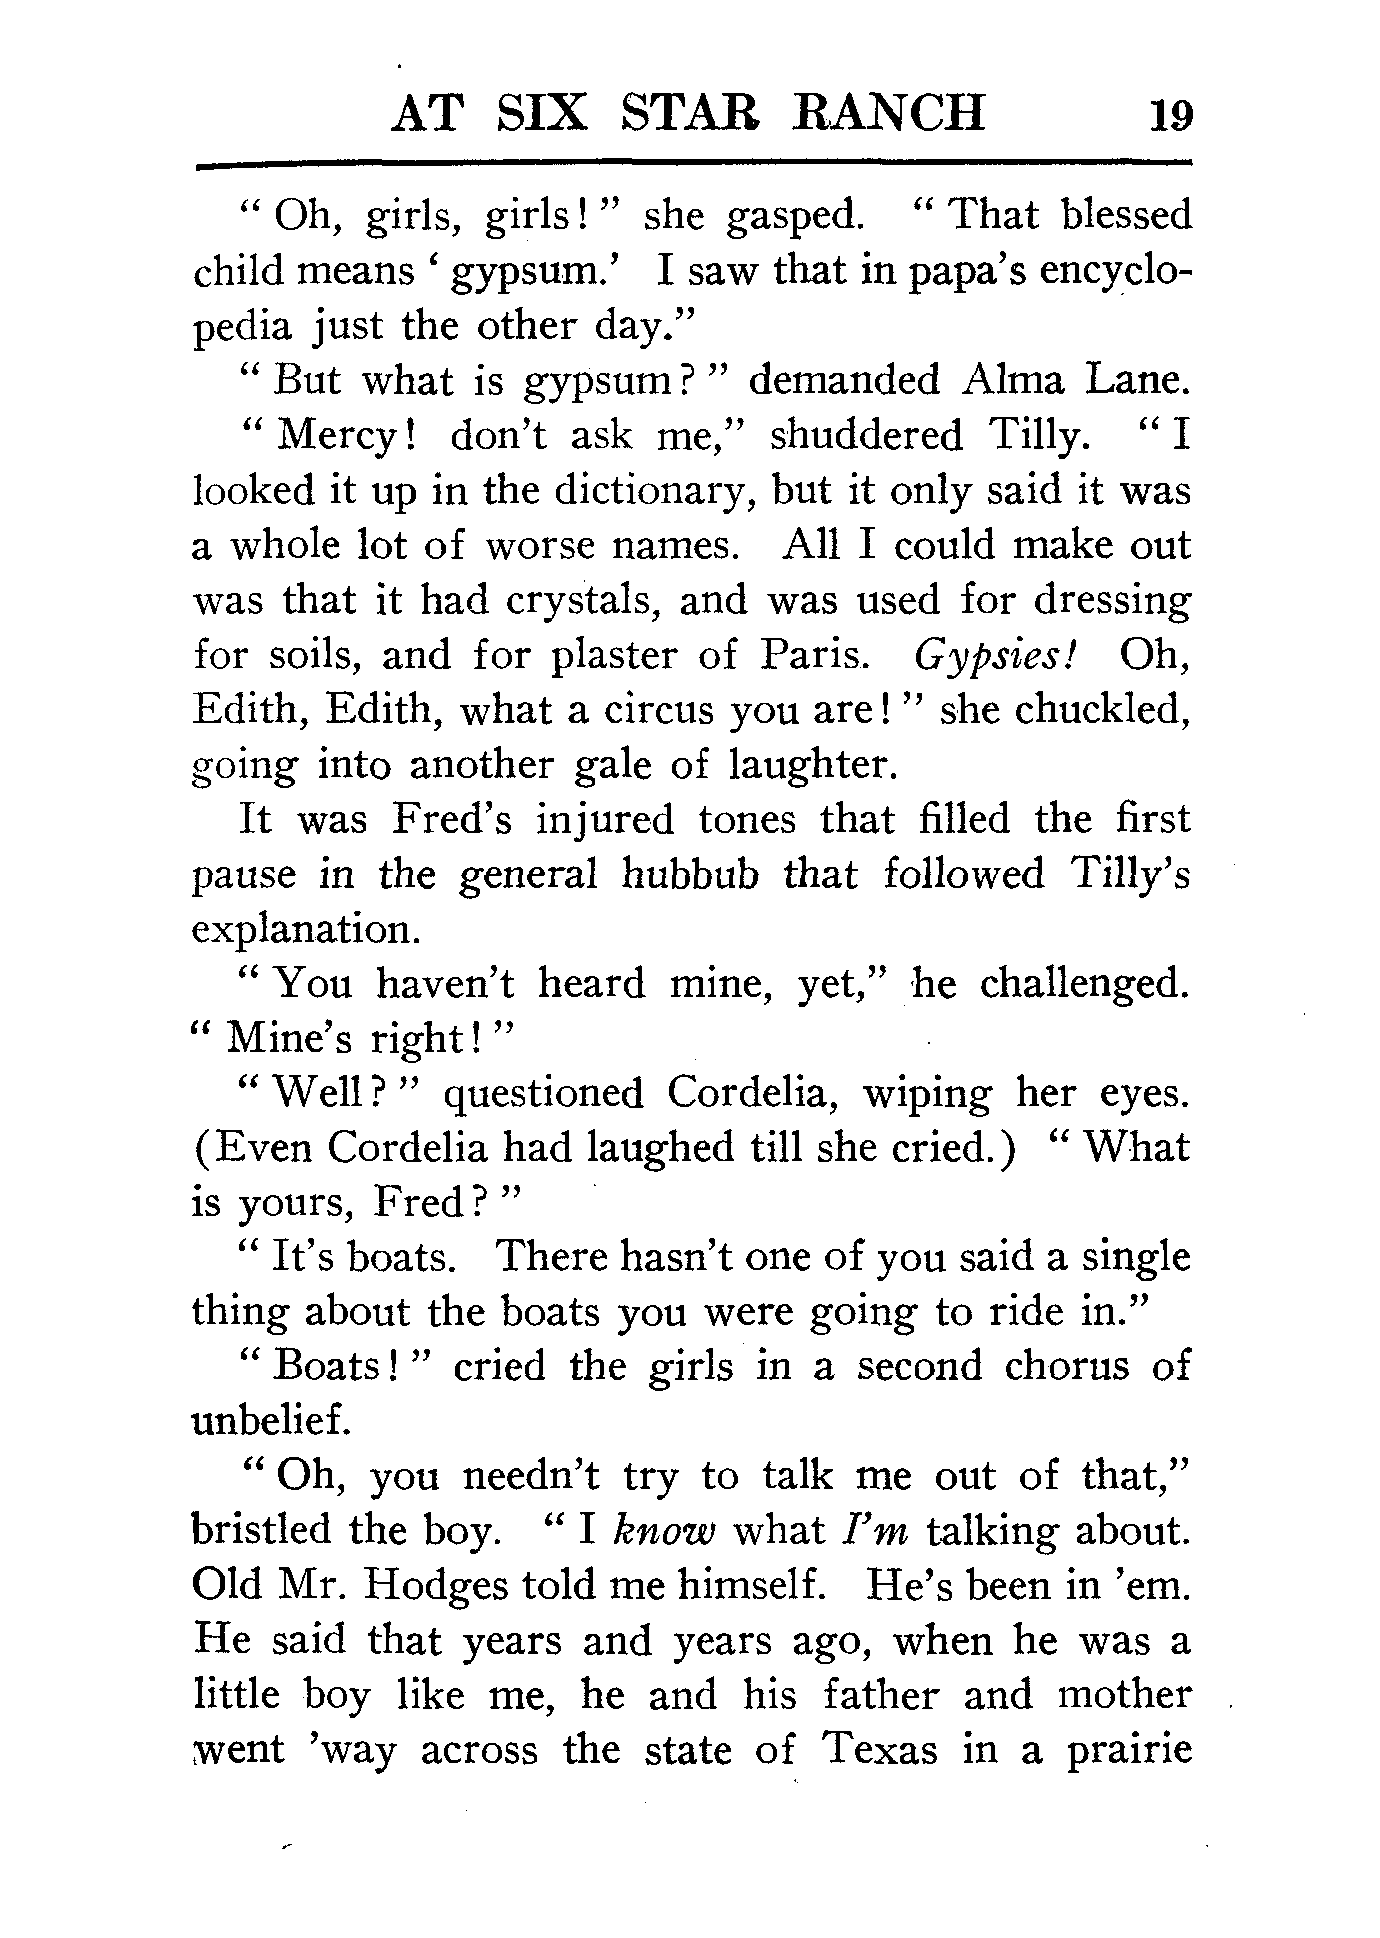 AT SIX STAR RANCH 19
“ Oh, girls, girls! ” she gasped. “ That blessed
child means ‘ gypsum.’ I saw that in papa’s encyclo-
pedia just the other day.”
“ But what is gypsum? ” demanded Alma Lane.
“ Mercy! don’t ask me,” shuddered Tilly. “ I
looked it up in the dictionary, but it only said it was
a whole lot of worse names. All I could make out
was that it had crystals, and was used for dressing
for soils, and for plaster of Paris. Gypsies! Oh,
Edith, Edith, what a circus you are! ” she chuckled,
going into another gale of laughter.
It was Fred’s injured tones that filled the first
pause in the general hubbub that followed Tilly’s
explanation.
“ You haven’t heard mine, yet,” he challenged.
“ Mine’s right! ”
“ Well? ” questioned Cordelia, wiping her eyes.
(Even Cordelia had laughed till she cried.) “ What
is yours, Fred? ”
“ It’s boats. There hasn’t one of you said a single
thing about the boats you were going to ride in.”
“ Boats! ” cried the girls in a second chorus of
unbelief.
“ Oh, you needn’t try to talk me out of that,”
bristled the boy. “ I know what I’m talking about.
Old Mr. Hodges told me himself. He’s been in ’em.
He said that years and years ago, when he was a
little boy like me, he and his father and mother
went ’way across the state of Texas in a prairie